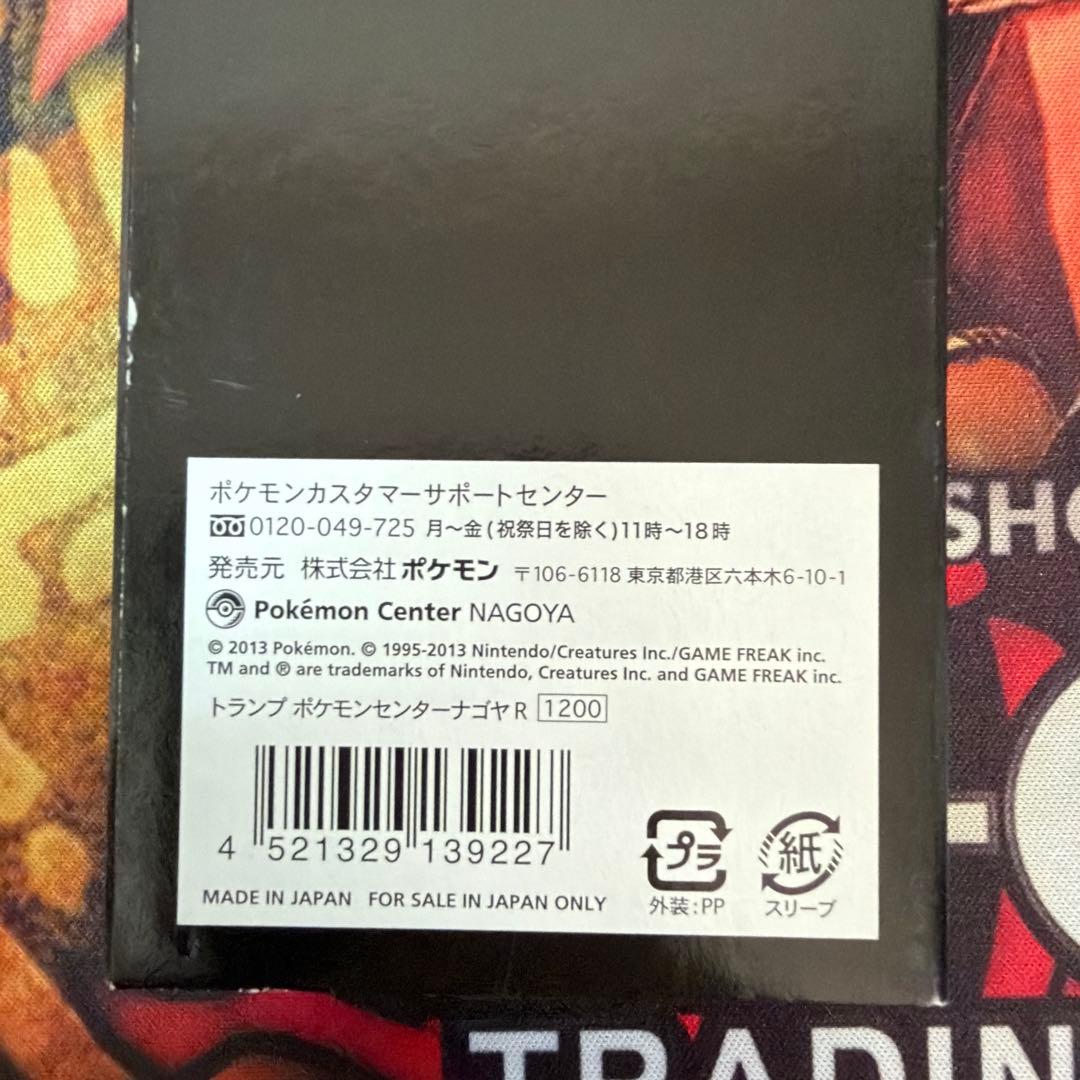 ポケモンカスタマーサポートセンター
0120-049-725 月～金(祝祭日を除く)11時～18時
発売元 株式会社ポケモン 〒106-6118 東京都港区六本木6-10-1
Pokémon Center NAGOYA
© 2013 Pokémon. © 1995-2013 Nintendo/Creatures Inc./GAME FREAK inc.
TM and ® are trademarks of Nintendo, Creatures Inc. and GAME FREAK inc.
トランプ ポケモンセンターナゴヤR 1200
4 521329 139227
プラ
紙
MADE IN JAPAN FOR SALE IN JAPAN ONLY
外装:PP
スリーブ
SHO
TRADIN